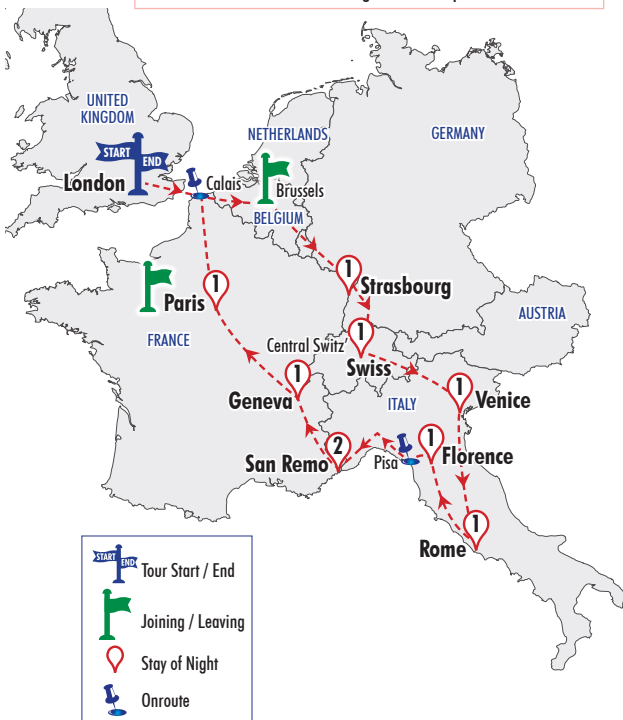 UNITED
KINGDOM
NETHERLANDS
GERMANY
START
END
London
Calais
Brussels
BELGIUM
1
Strasbourg
1
Paris
AUSTRIA
FRANCE
Central Switz'
1
Swiss
1
Geneva
ITALY
1
Venice
2
San Remo
Pisa
1
Florence
1
Rome
START
END
Tour Start / End
Joining / Leaving
Stay of Night
Onroute